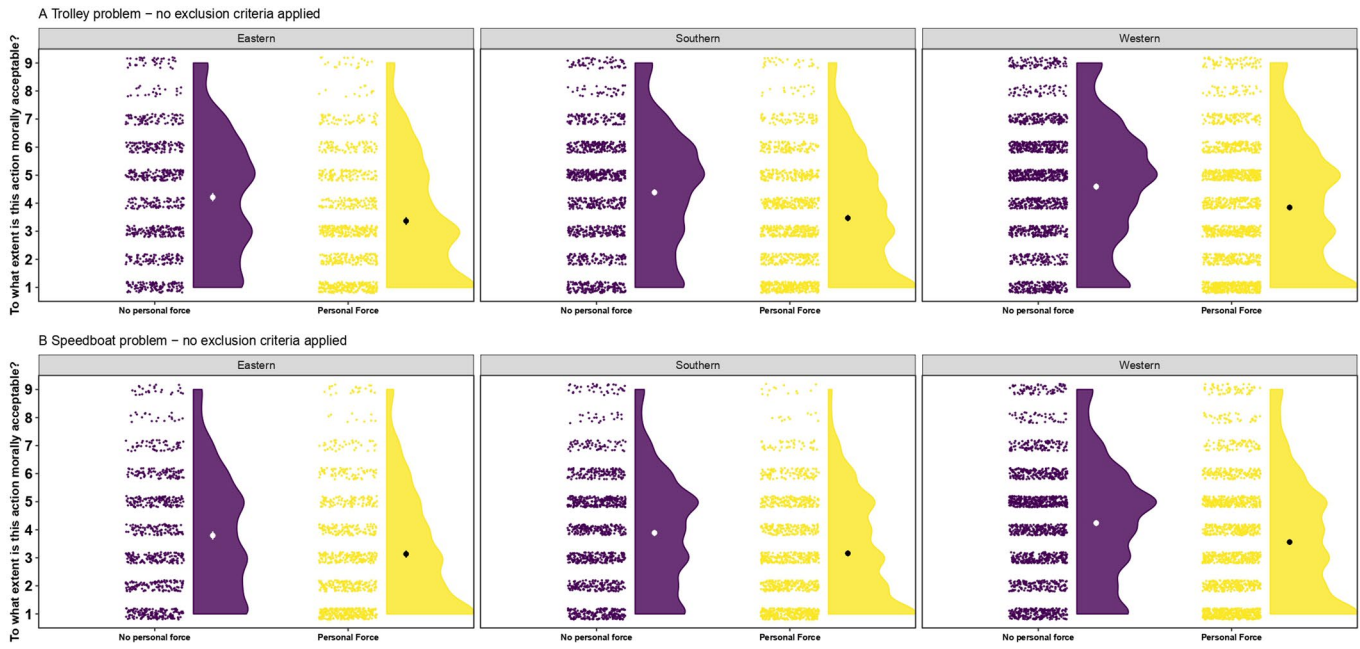 A Trolley problem − no exclusion criteria applied
To what extent is this action morally acceptable?
Eastern
Southern
Western
9
8
7
6
5
4
3
2
1
No personal force
Personal Force
No personal force
Personal Force
No personal force
Personal Force
B Speedboat problem − no exclusion criteria applied
To what extent is this action morally acceptable?
Eastern
Southern
Western
9
8
7
6
5
4
3
2
1
No personal force
Personal Force
No personal force
Personal Force
No personal force
Personal Force